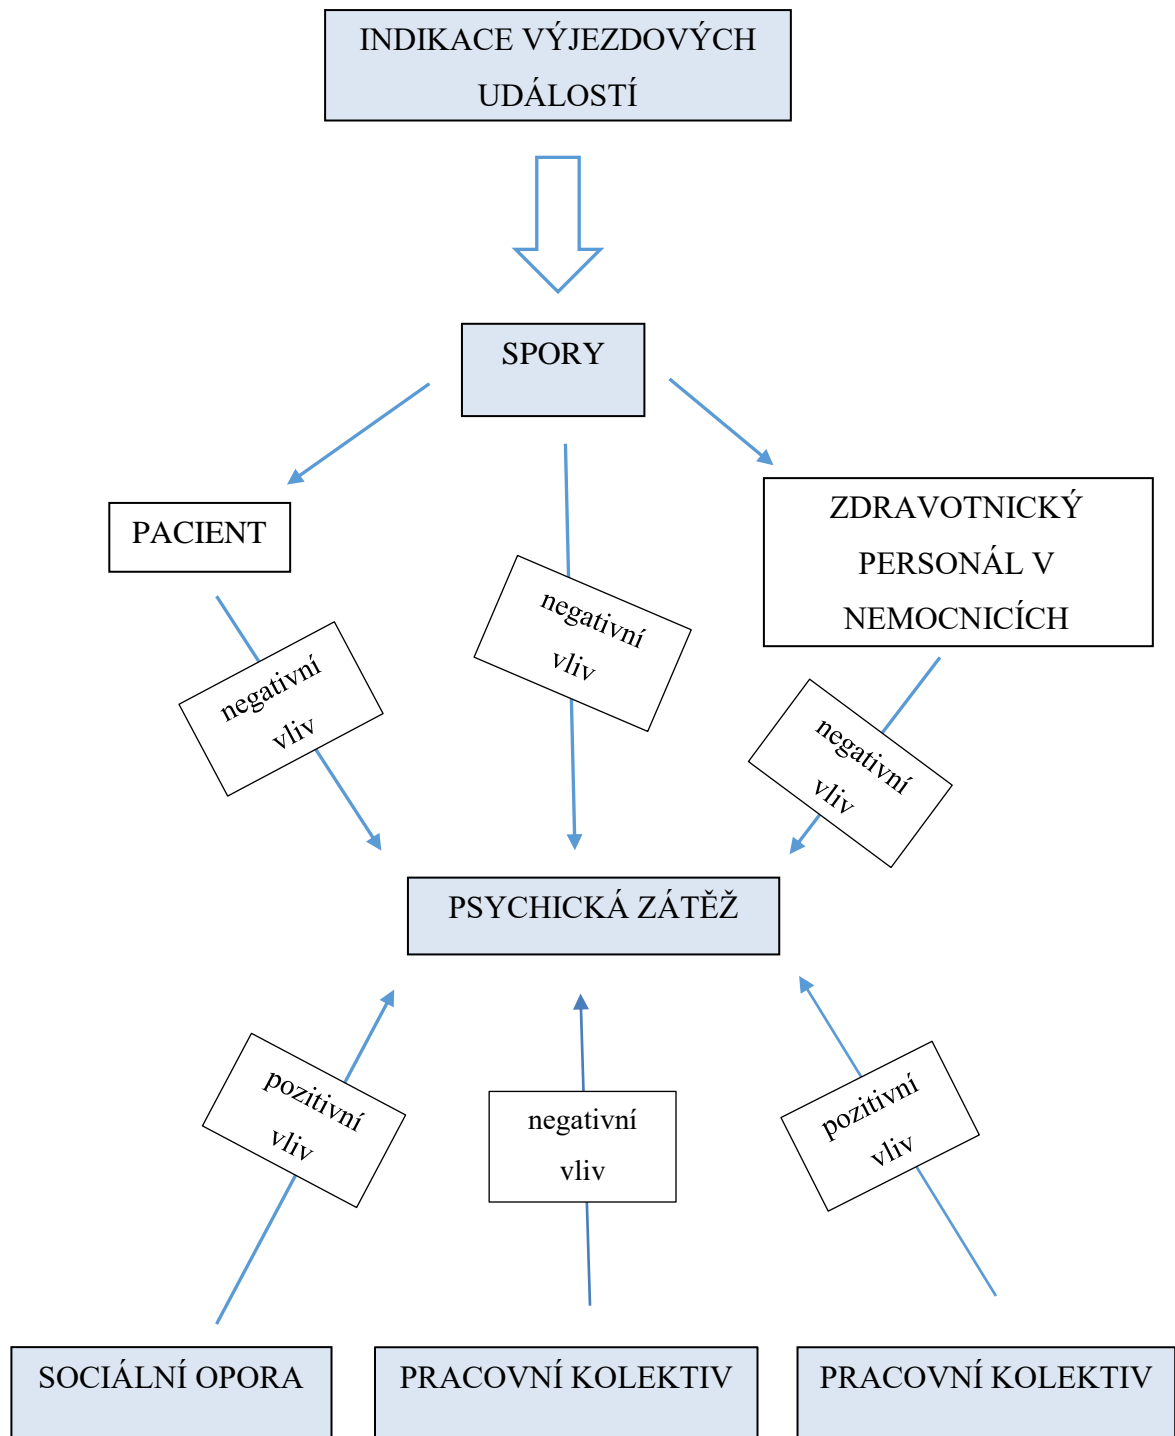 INDIKACE VÝJEZDOVÝCH
UDÁLOSTÍ
SPORY
PACIENT
ZDRAVOTNICKÝ
PERSONÁL V
NEMOCNICÍCH
negativní
vliv
negativní
vliv
negativní
vliv
PSYCHICKÁ ZÁTĚŽ
pozitivní
vliv
negativní
vliv
pozitivní
vliv
SOCIÁLNÍ OPORA
PRACOVNÍ KOLEKTIV
PRACOVNÍ KOLEKTIV